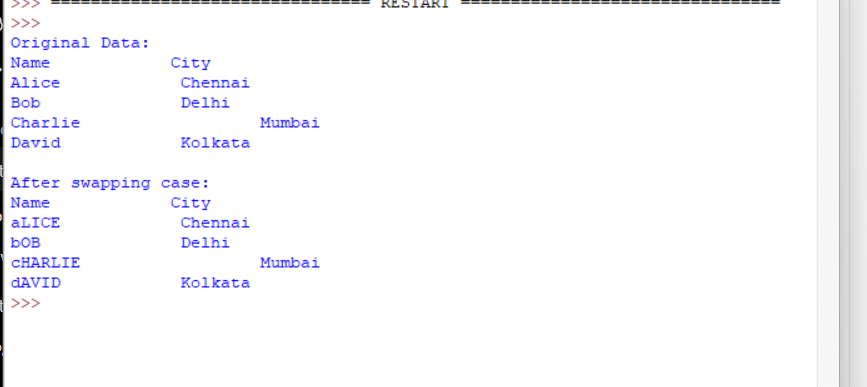 >>> ================================ RESTART ================================
>>>
Original Data:
Name            City
Alice            Chennai
Bob              Delhi
Charlie                  Mumbai
David            Kolkata

After swapping case:
Name            City
aLICE            Chennai
bOB              Delhi
cHARLIE                  Mumbai
dAVID            Kolkata
>>>